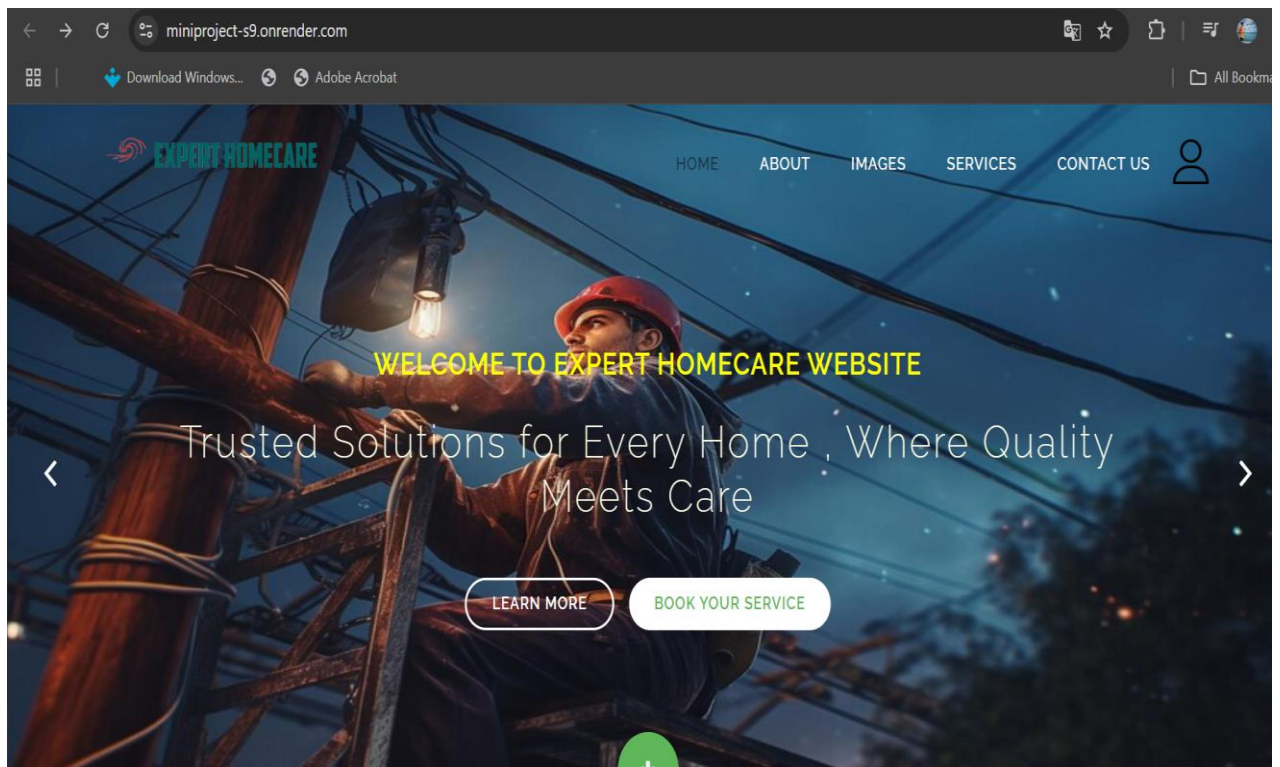 miniproject-s9.onrender.com
Download Windows... Adobe Acrobat All Bookma
EXPERT HOMECARE
HOME ABOUT IMAGES SERVICES CONTACT US
WELCOME TO EXPERT HOMECARE WEBSITE
Trusted Solutions for Every Home , Where Quality
Meets Care
LEARN MORE BOOK YOUR SERVICE
+